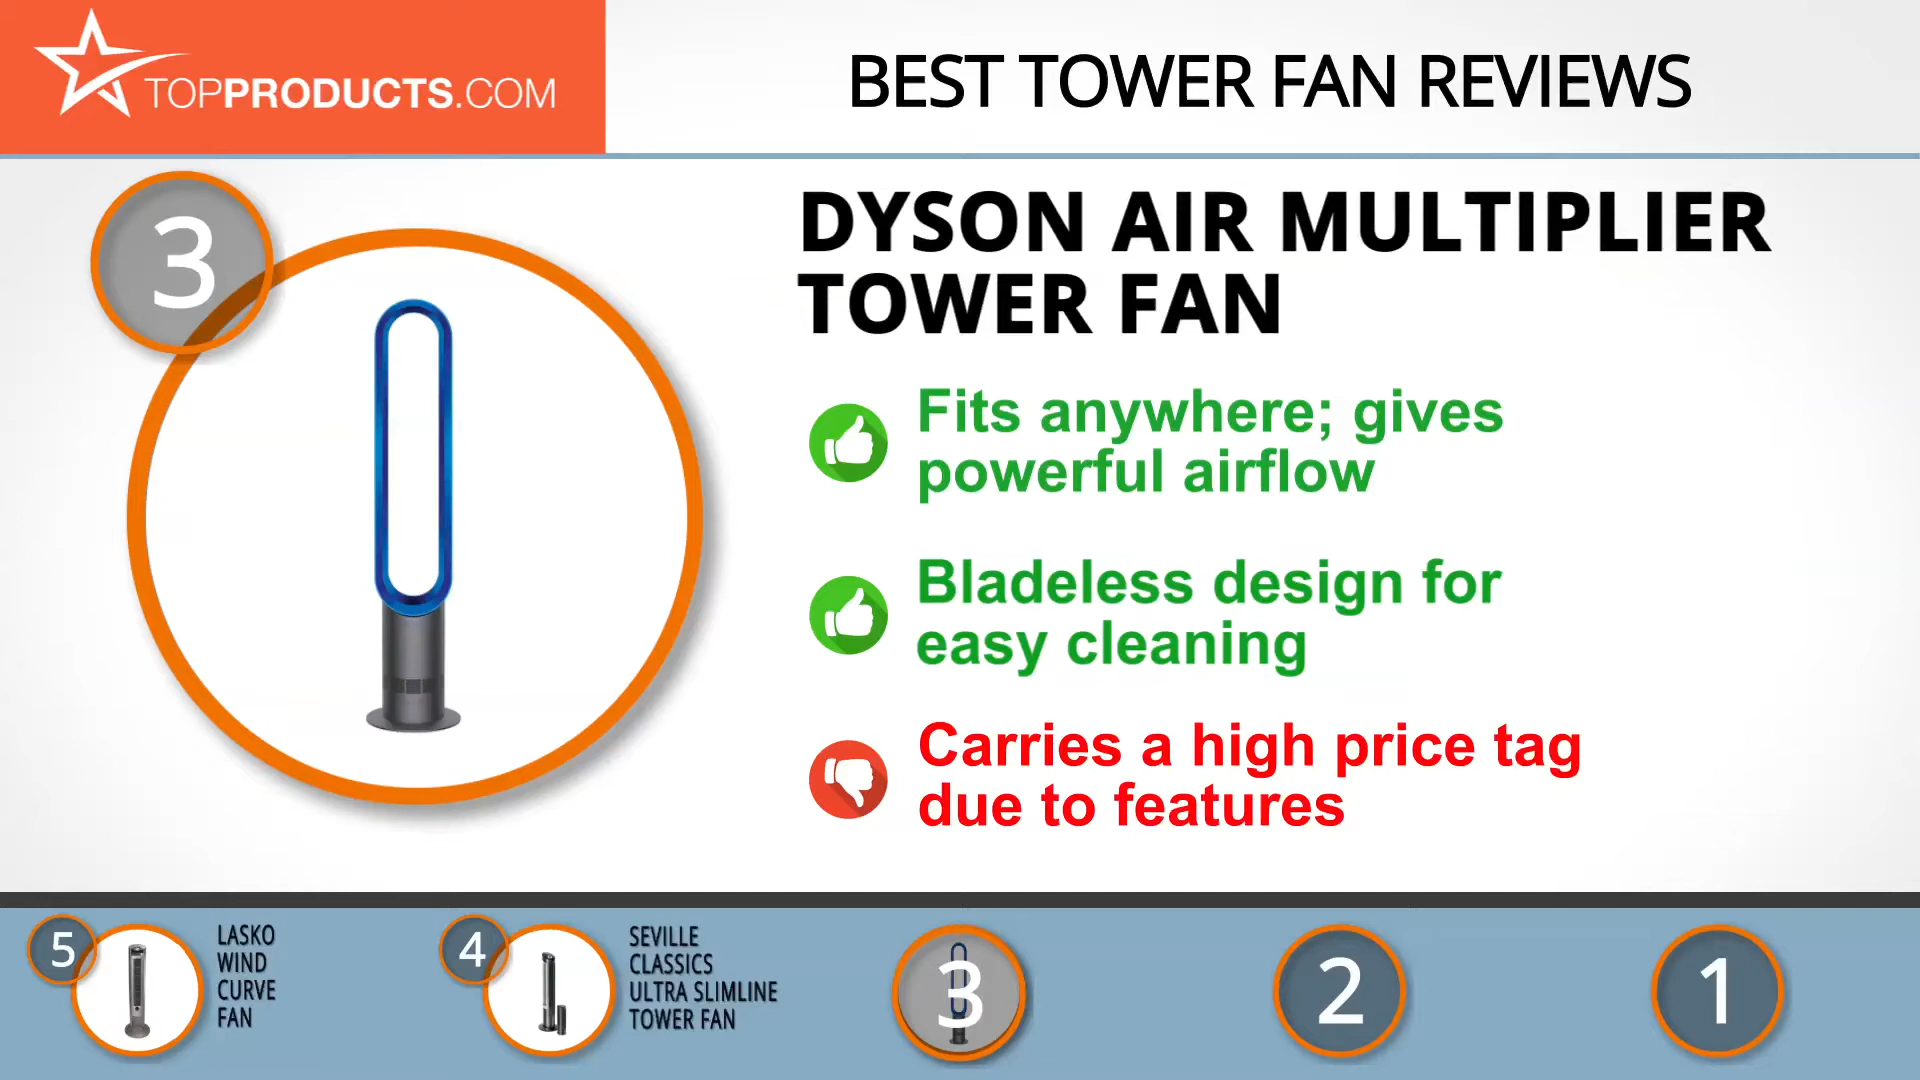 TOPPRODUCTS.COM
BEST TOWER FAN REVIEWS
3
DYSON AIR MULTIPLIER
TOWER FAN
Fits anywhere; gives
powerful airflow
Bladeless design for
easy cleaning
Carries a high price tag
due to features
5
LASKO
WIND
CURVE
FAN
4
SEVILLE
CLASSICS
ULTRA SLIMLINE
TOWER FAN
3
2
1